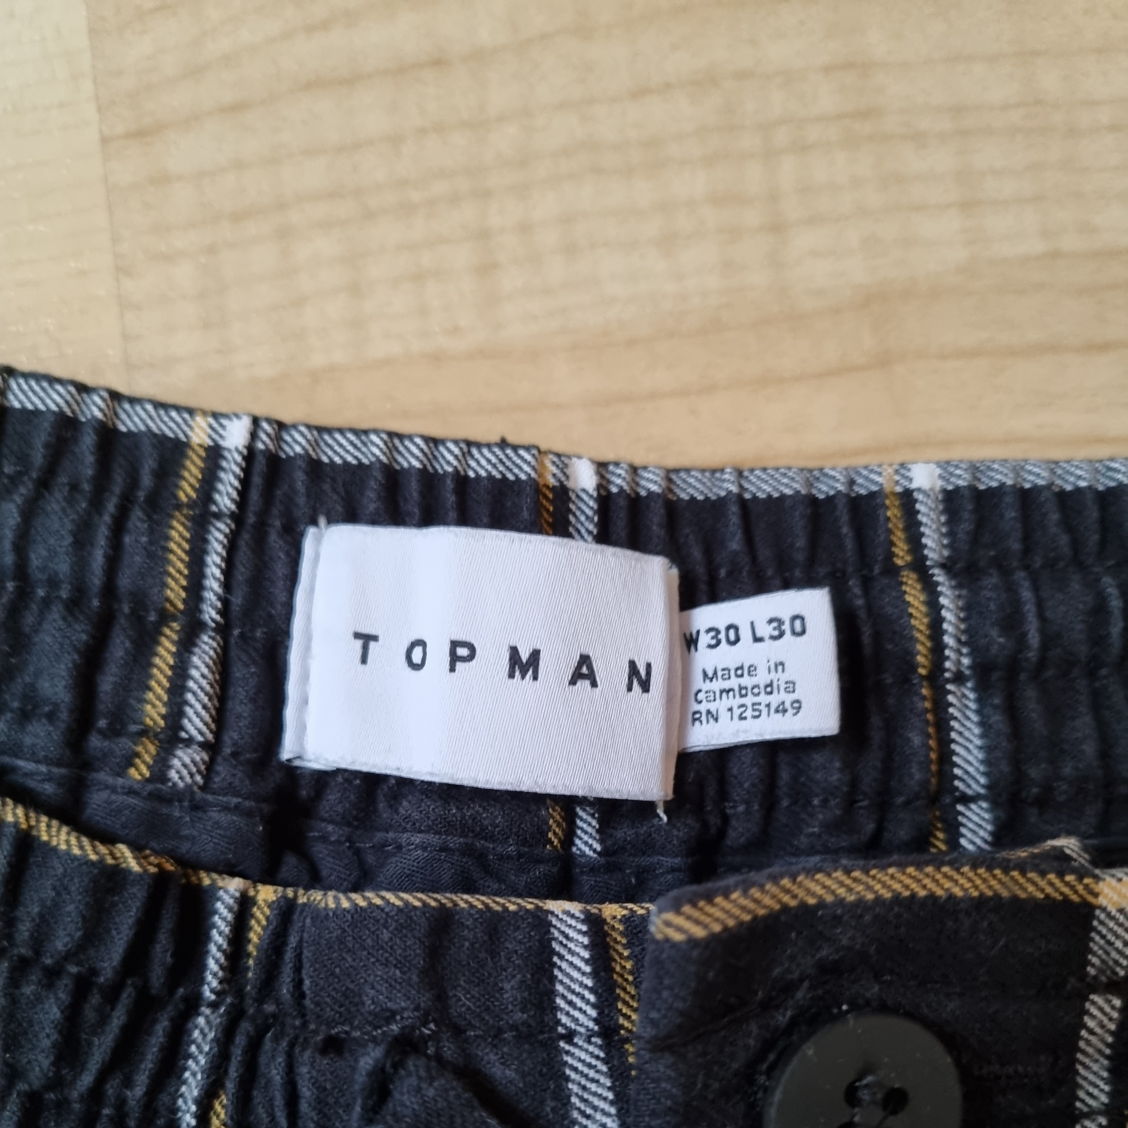 TOPMAN
W30 L30
Made in
Cambodia
RN 125149